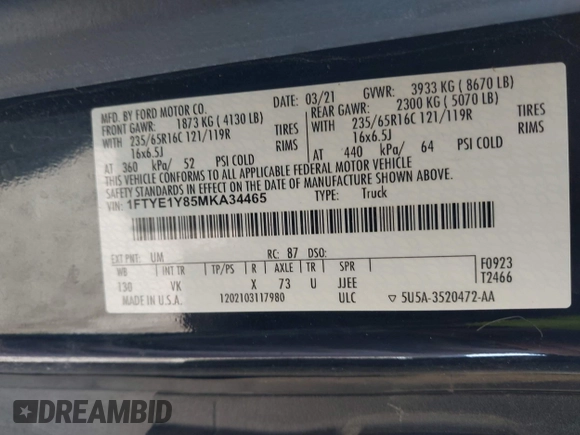 MFD. BY FORD MOTOR CO.
DATE: 03/21
GVWR: 3933 KG ( 8670 LB)
FRONT GAWR: 1873 KG ( 4130 LB)
REAR GAWR: 2300 KG ( 5070 LB)
WITH 235/65R16C 121/119R TIRES
WITH 235/65R16C 121/119R TIRES
16x6.5J RIMS
16x6.5J RIMS
AT 360 kPa/ 52 PSI COLD
AT 440 kPa/ 64 PSI COLD
THIS VEHICLE CONFORMS TO ALL APPLICABLE FEDERAL MOTOR VEHICLE
SAFETY STANDARDS IN EFFECT ON THE DATE OF MANUFACTURE SHOWN ABOVE.
VIN: 1FTYE1Y85MKA34465
TYPE: Truck
EXT PNT: UM RC: 87 DSO:
WB INT TR TP/PS R AXLE TR SPR
130 VK X 73 U JJEE
F0923
T2466
MADE IN U.S.A. 1202103117980 ULC ▽ 5U5A-3520472-AA
DREAMBID